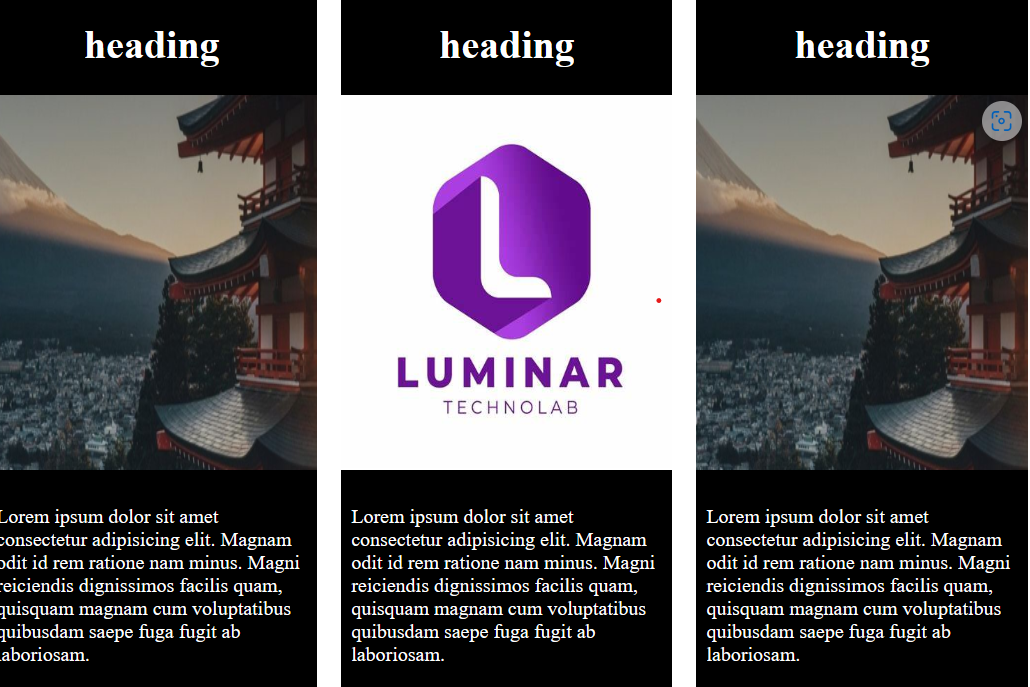 heading
Lorem ipsum dolor sit amet
consectetur adipisicing elit. Magnam
odit id rem ratione nam minus. Magni
reiciendis dignissimos facilis quam,
quisquam magnam cum voluptatibus
quibusdam saepe fuga fugit ab
laboriosam.
heading
LUMINAR
TECHNOLAB
Lorem ipsum dolor sit amet
consectetur adipisicing elit. Magnam
odit id rem ratione nam minus. Magni
reiciendis dignissimos facilis quam,
quisquam magnam cum voluptatibus
quibusdam saepe fuga fugit ab
laboriosam.
heading
Lorem ipsum dolor sit amet
consectetur adipisicing elit. Magnam
odit id rem ratione nam minus. Magni
reiciendis dignissimos facilis quam,
quisquam magnam cum voluptatibus
quibusdam saepe fuga fugit ab
laboriosam.